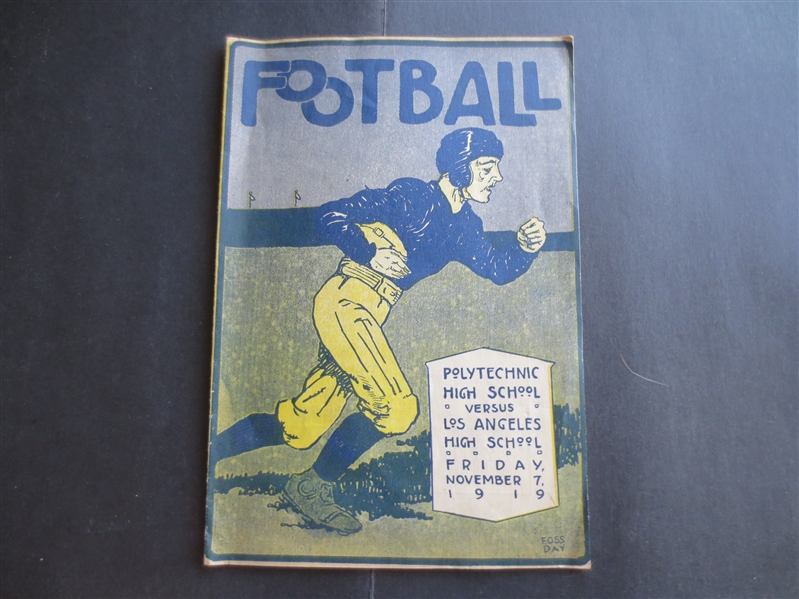 FOOTBALL
POLYTECHNIC
HIGH SCHOOL
VERSUS
LOS ANGELES
HIGH SCHOOL
FRIDAY,
NOVEMBER 7,
1919
FOSS
DAY